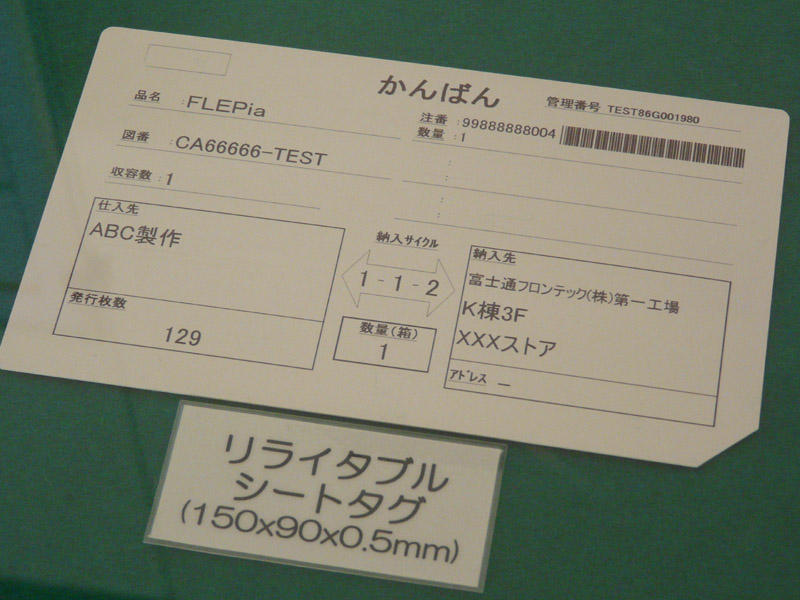 かんばん
管理番号 TEST86G001980
品名 :FLEPia
注番 :99888888004
数量 :1
図番 :CA66666-TEST
収容数 :1
仕入先
ABC製作
発行枚数
129
納入サイクル
1-1-2
数量(箱)
1
納入先
富士通フロンテック(株)第一工場
K棟3F
XXXストア
アドレス －
リライタブル
シートタグ
(150x90x0.5mm)